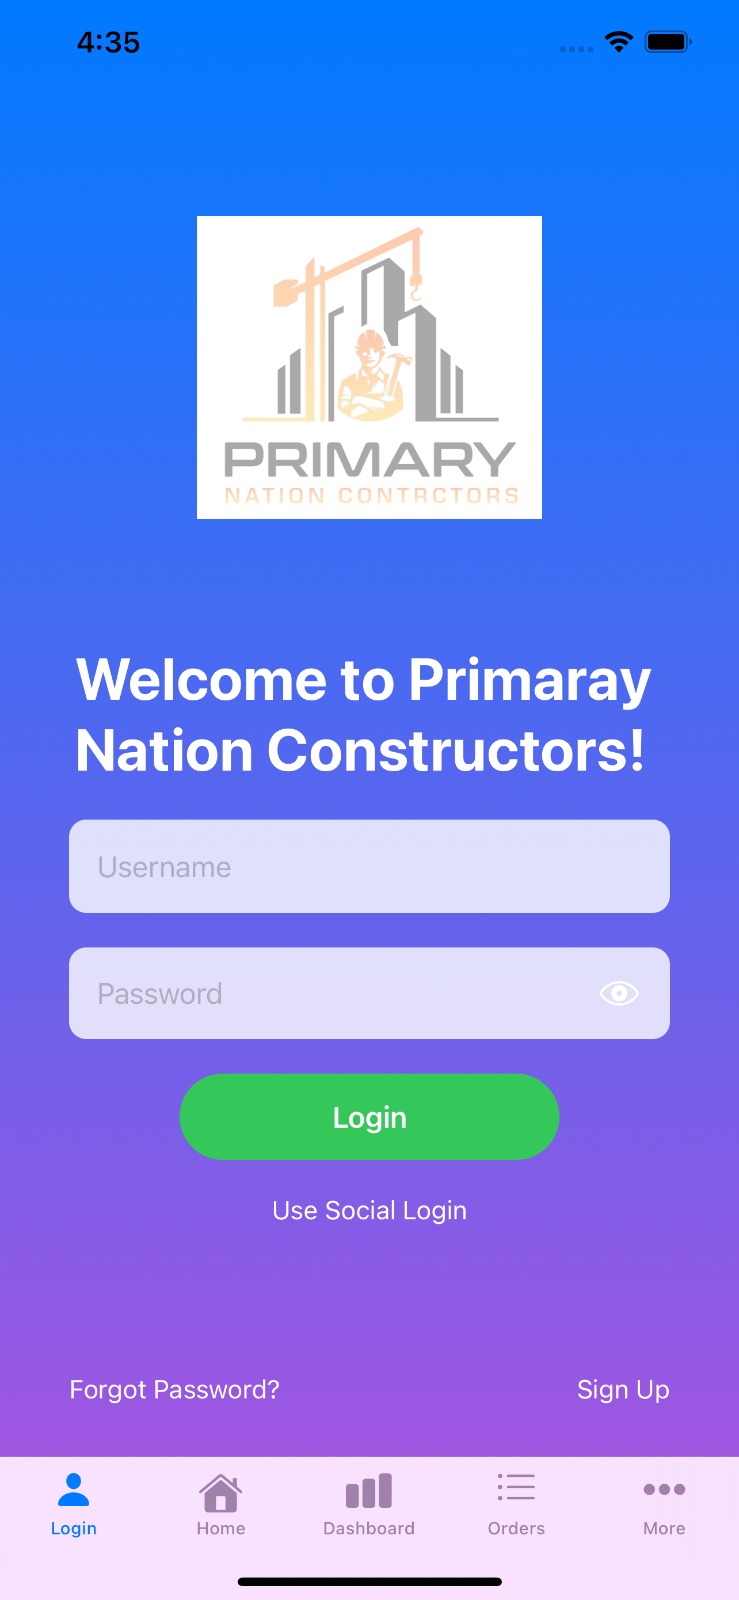 4:35
PRIMARY
NATION CONTRCTORS
Welcome to Primaray
Nation Constructors!
Username
Password
Login
Use Social Login
Forgot Password? Sign Up
Login Home Dashboard Orders More